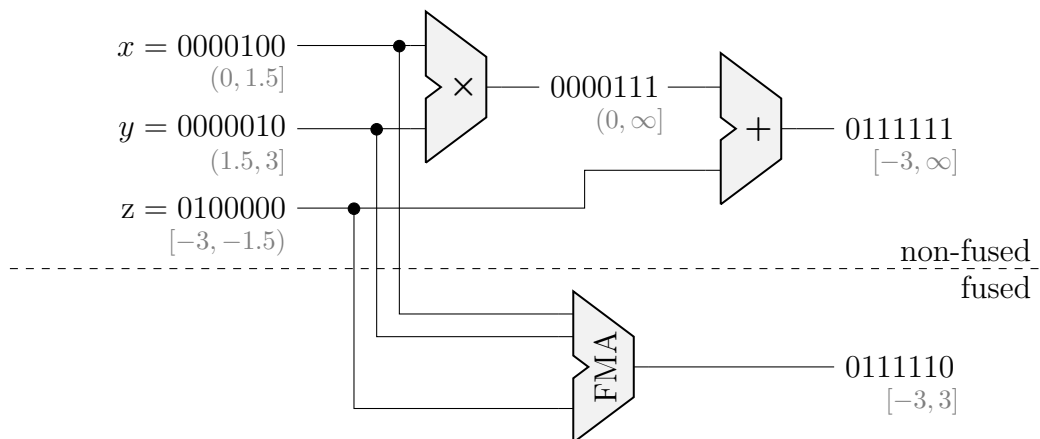 x = 0000100
(0, 1.5]
×
0000111
(0, ∞]
y = 0000010
(1.5, 3]
+
0111111
[−3, ∞]
z = 0100000
[−3, −1.5)
non-fused
fused
FMA
0111110
[−3, 3]